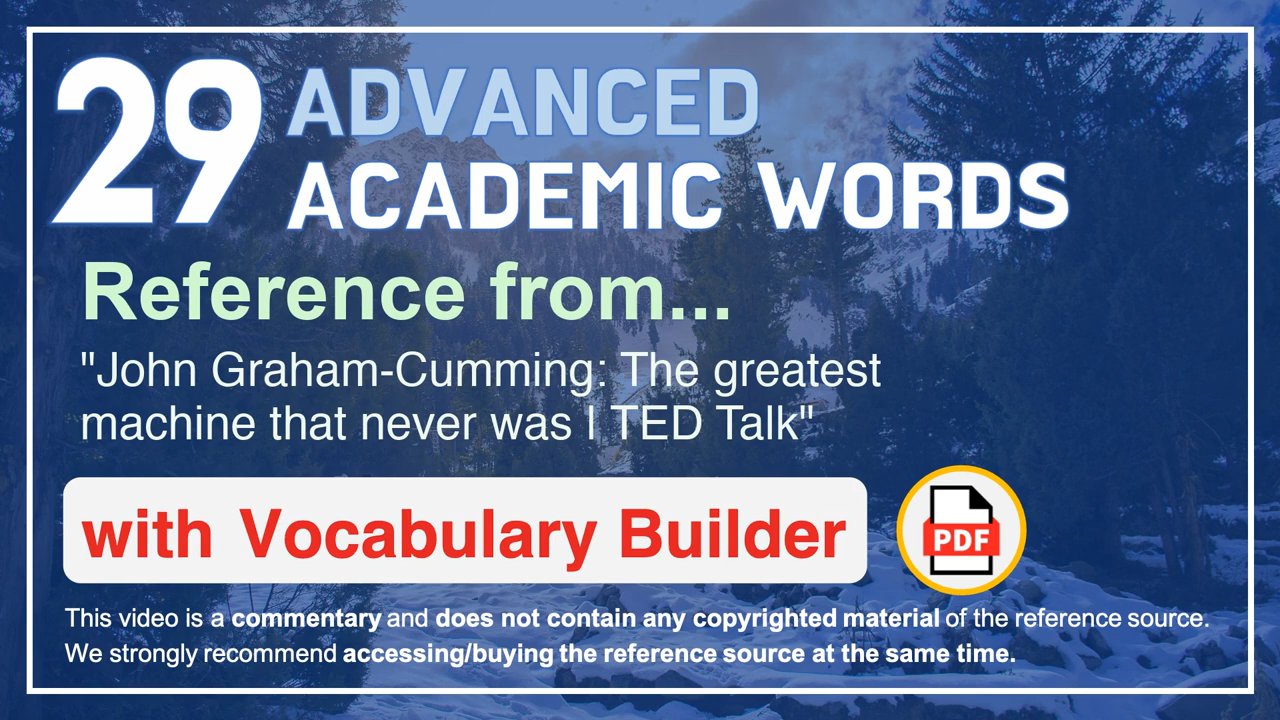 29 ADVANCED
ACADEMIC WORDS
Reference from...
"John Graham-Cumming: The greatest
machine that never was I TED Talk"
with Vocabulary Builder
PDF
This video is a commentary and does not contain any copyrighted material of the reference source.
We strongly recommend accessing/buying the reference source at the same time.